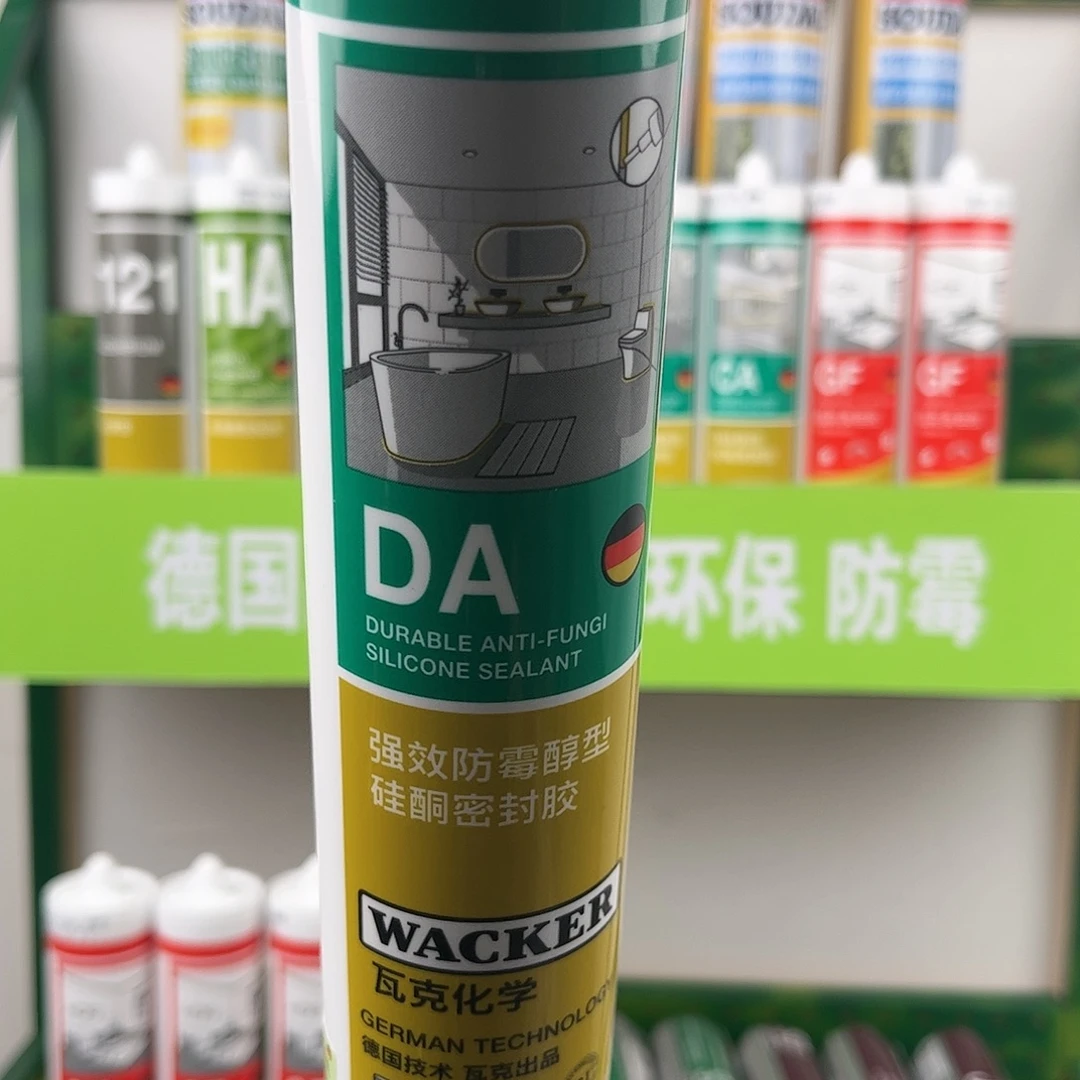 121
HA
CA
GF
GF
德国
环保 防霉
DA
DURABLE ANTI-FUNGI
SILICONE SEALANT
强效防霉醇型
硅酮密封胶
WACKER
瓦克化学
GERMAN TECHNOLOGY
德国技术 瓦克出品